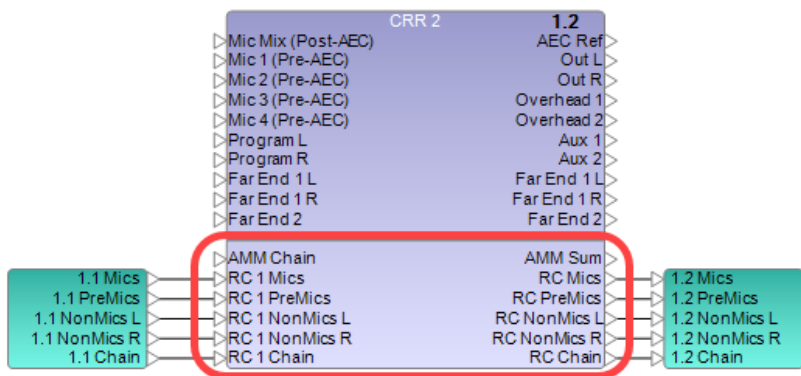 CRR 2 1.2
Mic Mix (Post-AEC) AEC Ref
Mic 1 (Pre-AEC) Out L
Mic 2 (Pre-AEC) Out R
Mic 3 (Pre-AEC) Overhead 1
Mic 4 (Pre-AEC) Overhead 2
Program L Aux 1
Program R Aux 2
Far End 1 L Far End 1 L
Far End 1 R Far End 1 R
Far End 2 Far End 2
AMM Chain AMM Sum
1.1 Mics RC 1 Mics RC Mics 1.2 Mics
1.1 PreMics RC 1 PreMics RC PreMics 1.2 PreMics
1.1 NonMics L RC 1 NonMics L RC NonMics L 1.2 NonMics L
1.1 NonMics R RC 1 NonMics R RC NonMics R 1.2 NonMics R
1.1 Chain RC 1 Chain RC Chain 1.2 Chain